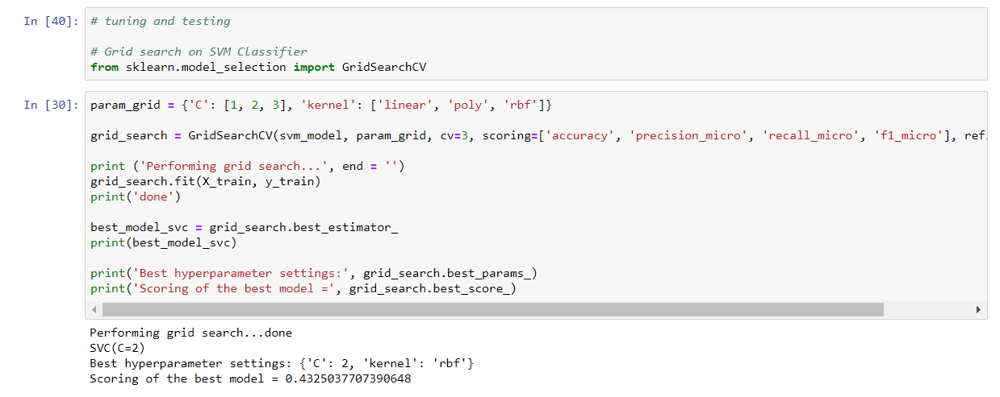 In [40]: # tuning and testing
# Grid search on SVM Classifier
from sklearn.model_selection import GridSearchCV
In [30]: param_grid = {'C': [1, 2, 3], 'kernel': ['linear', 'poly', 'rbf']}
grid_search = GridSearchCV(svm_model, param_grid, cv=3, scoring=['accuracy', 'precision_micro', 'recall_micro', 'f1_micro'],
print ('Performing grid search...', end = '')
grid_search.fit(X_train, y_train)
print('done')
best_model_svc = grid_search.best_estimator_
print(best_model_svc)
print('Best hyperparameter settings:', grid_search.best_params_)
print('Scoring of the best model =', grid_search.best_score_)
Performing grid search...done
SVC(C=2)
Best hyperparameter settings: {'C': 2, 'kernel': 'rbf'}
Scoring of the best model = 0.4325037707390648